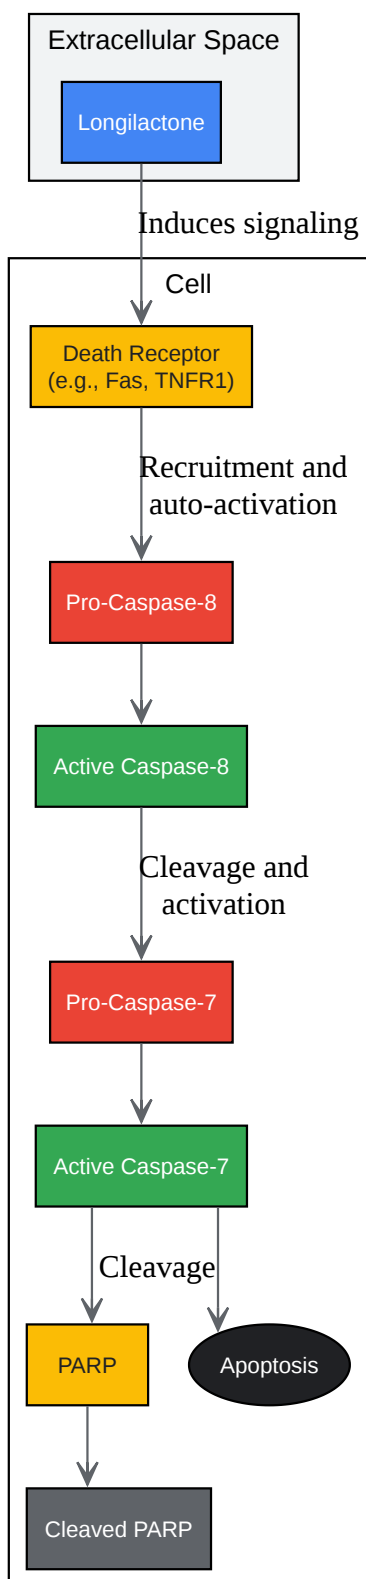 Extracellular Space
Longilactone
Induces signaling
Cell
Death Receptor
(e.g., Fas, TNFR1)
Recruitment and
auto-activation
Pro-Caspase-8
Active Caspase-8
Cleavage and
activation
Pro-Caspase-7
Active Caspase-7
Cleavage
PARP
Apoptosis
Cleaved PARP